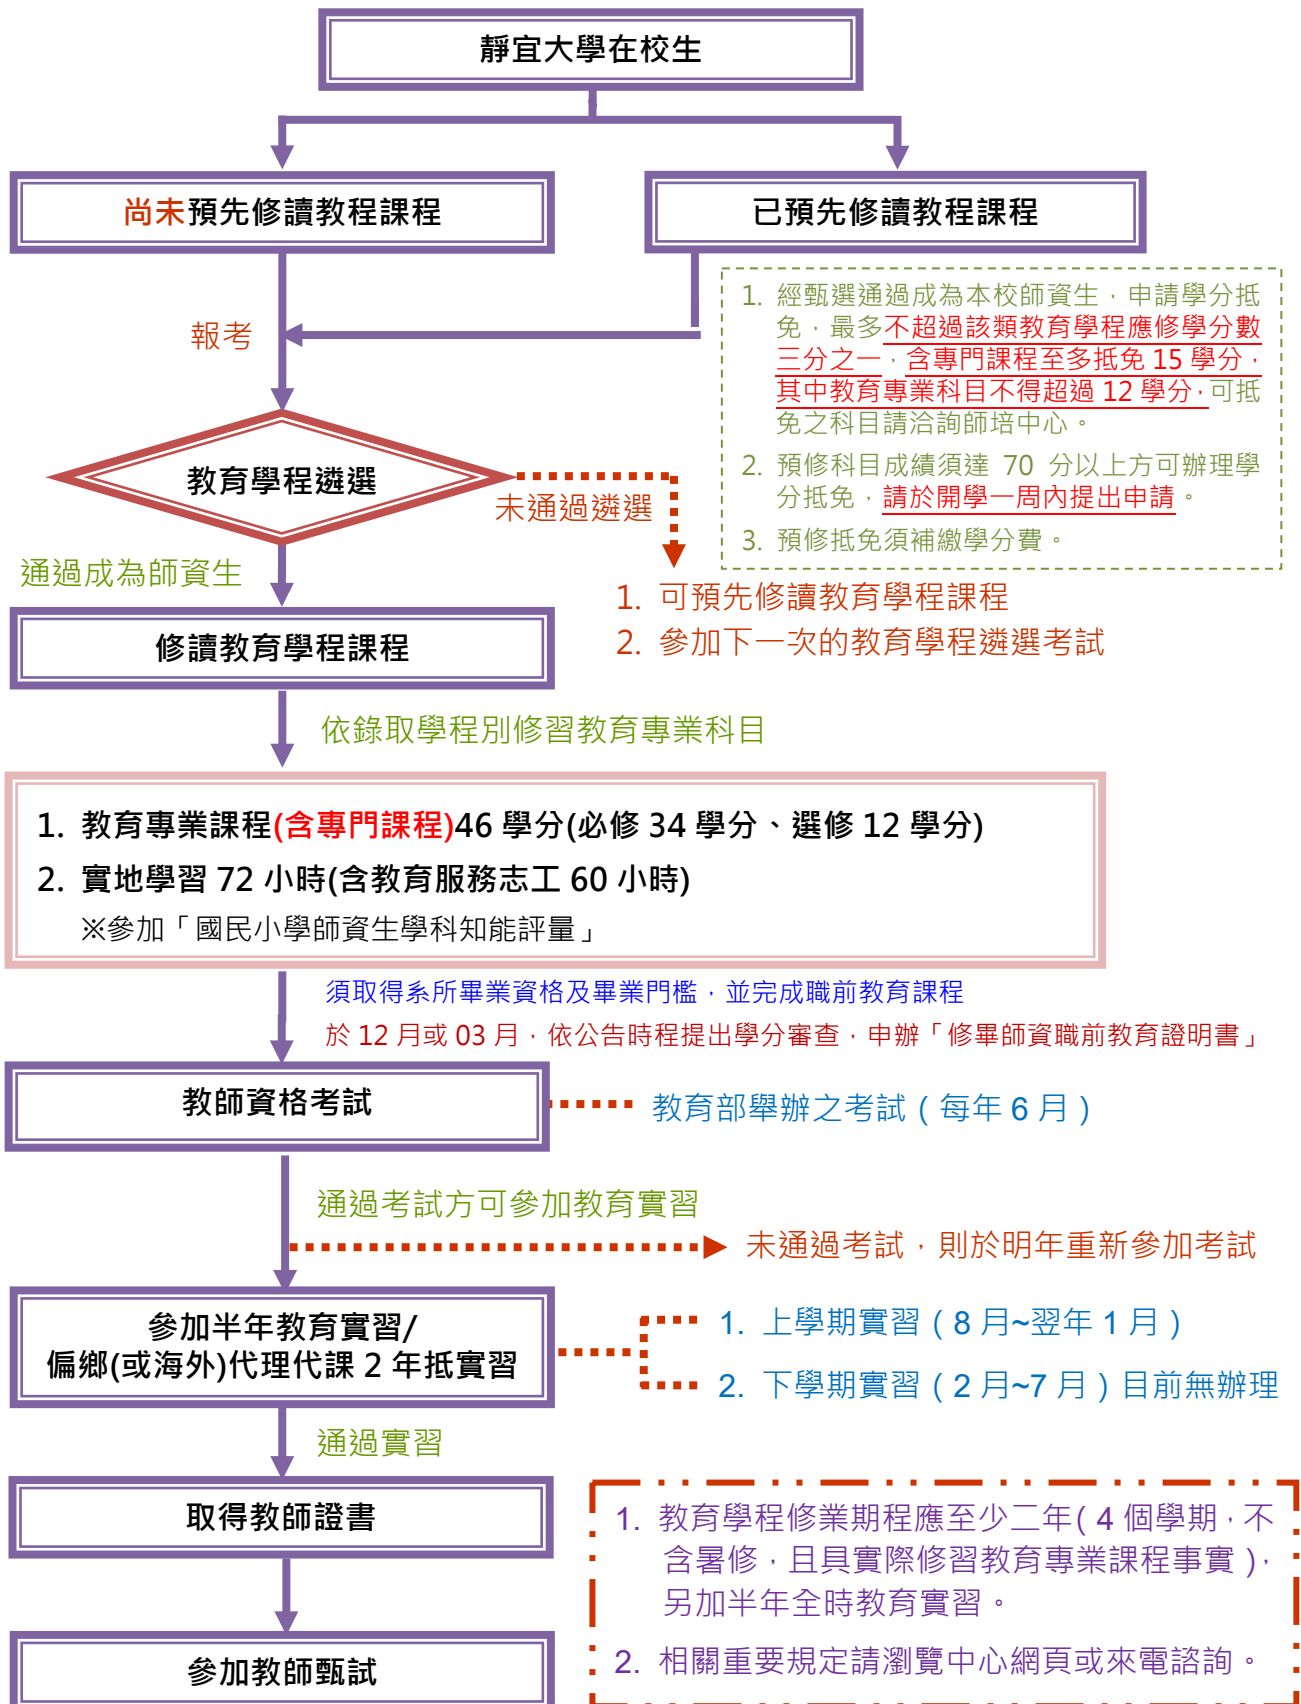 靜宜大學在校生
尚未預先修讀教程課程
已預先修讀教程課程
1. 經甄選通過成為本校師資生，申請學分抵
免，最多不超過該類教育學程應修學分數
三分之一，含專門課程至多抵免 15 學分，
其中教育專業科目不得超過 12 學分，可抵
免之科目請洽詢師培中心。
2. 預修科目成績須達 70 分以上方可辦理學
分抵免，請於開學一周內提出申請。
3. 預修抵免須補繳學分費。
報考
教育學程遴選
未通過遴選
通過成為師資生
1. 可預先修讀教育學程課程
2. 參加下一次的教育學程遴選考試
修讀教育學程課程
依錄取學程別修習教育專業科目
1. 教育專業課程(含專門課程)46 學分(必修 34 學分、選修 12 學分)
2. 實地學習 72 小時(含教育服務志工 60 小時)
※參加「國民小學師資生學科知能評量」
須取得系所畢業資格及畢業門檻，並完成職前教育課程
於 12 月或 03 月，依公告時程提出學分審查，申辦「修畢師資職前教育證明書」
教師資格考試
教育部舉辦之考試（每年 6 月）
通過考試方可參加教育實習
未通過考試，則於明年重新參加考試
參加半年教育實習/
偏鄉(或海外)代理代課 2 年抵實習
1. 上學期實習（8 月~翌年 1 月）
2. 下學期實習（2 月~7 月）目前無辦理
通過實習
取得教師證書
1. 教育學程修業期程應至少二年(４個學期，不
含暑修，且具實際修習教育專業課程事實)，
另加半年全時教育實習。
2. 相關重要規定請瀏覽中心網頁或來電諮詢。
參加教師甄試